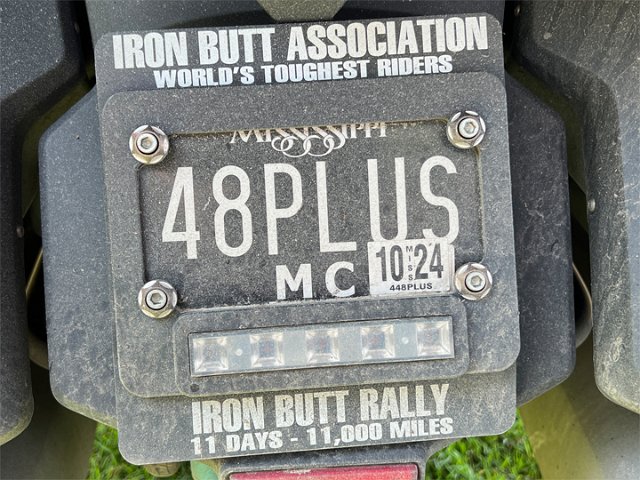 IRON BUTT ASSOCIATION
WORLD'S TOUGHEST RIDERS
MISSISSIPPI
48PLUS
MC
10 MISS 24
448PLUS
IRON BUTT RALLY
11 DAYS - 11,000 MILES